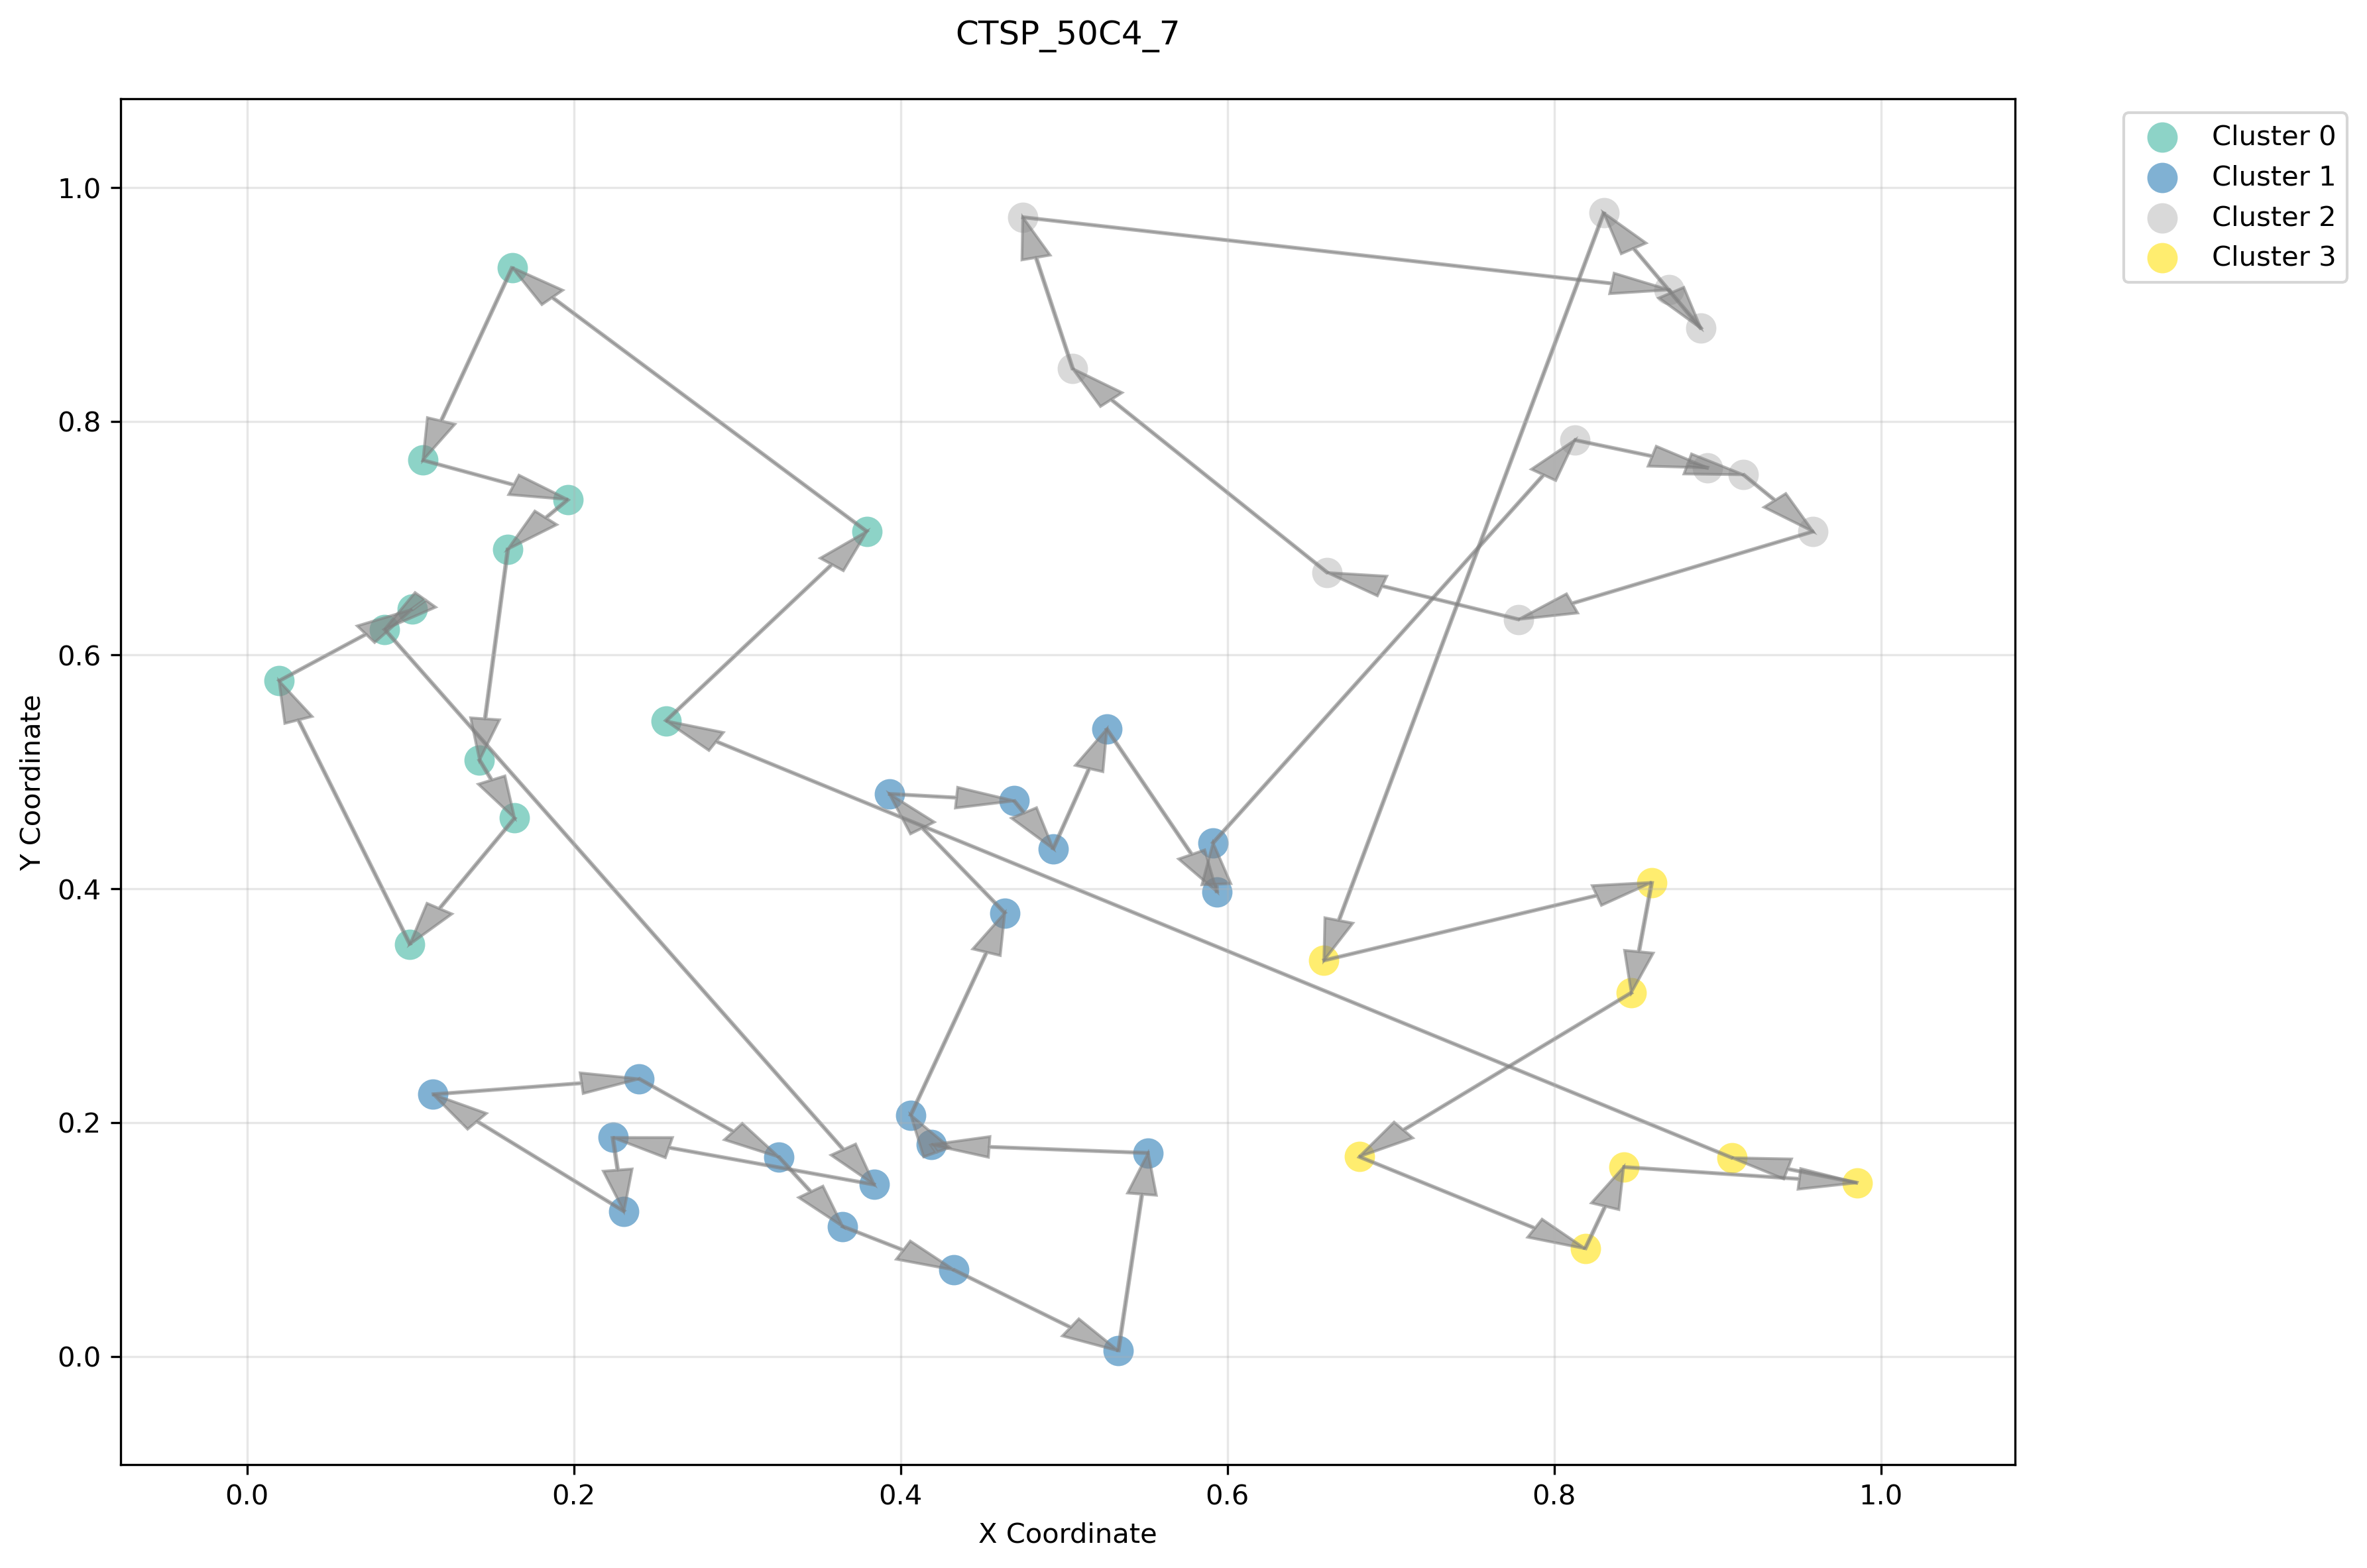 CTSP_50C4_7
Cluster 0
Cluster 1
Cluster 2
Cluster 3
1.0
0.8
0.6
0.4
0.2
0.0
Y Coordinate
0.0 0.2 0.4 0.6 0.8 1.0
X Coordinate